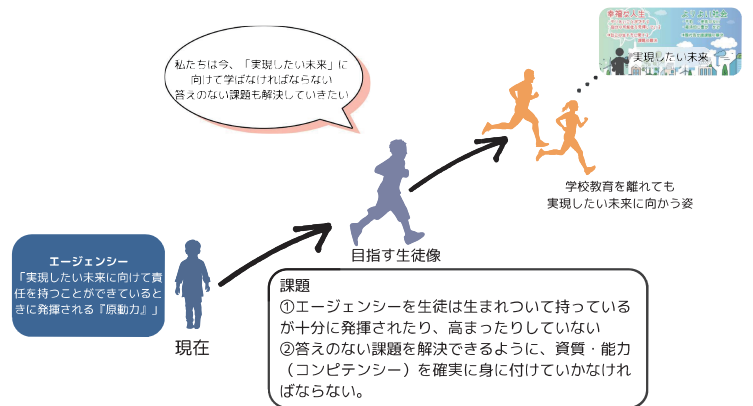 幸福な人生
よりよい社会
実現したい未来
私たちは今、「実現したい未来」に
向けて学ばなければならない
答えのない課題も解決していきたい
学校教育を離れても
実現したい未来に向かう姿
目指す生徒像
エージェンシー
「実現したい未来に向けて責
任を持つことができている와と
きに発揮される『原動力』」
現在
課題
①エージェンシーを生徒は生まれついて持っている
が十分に発揮されたり、高まったりしていない
②答えのない課題を解決できるように、資質・能力
（コンピテンシー）を確実に身に付けていかなけれ
ばならない。